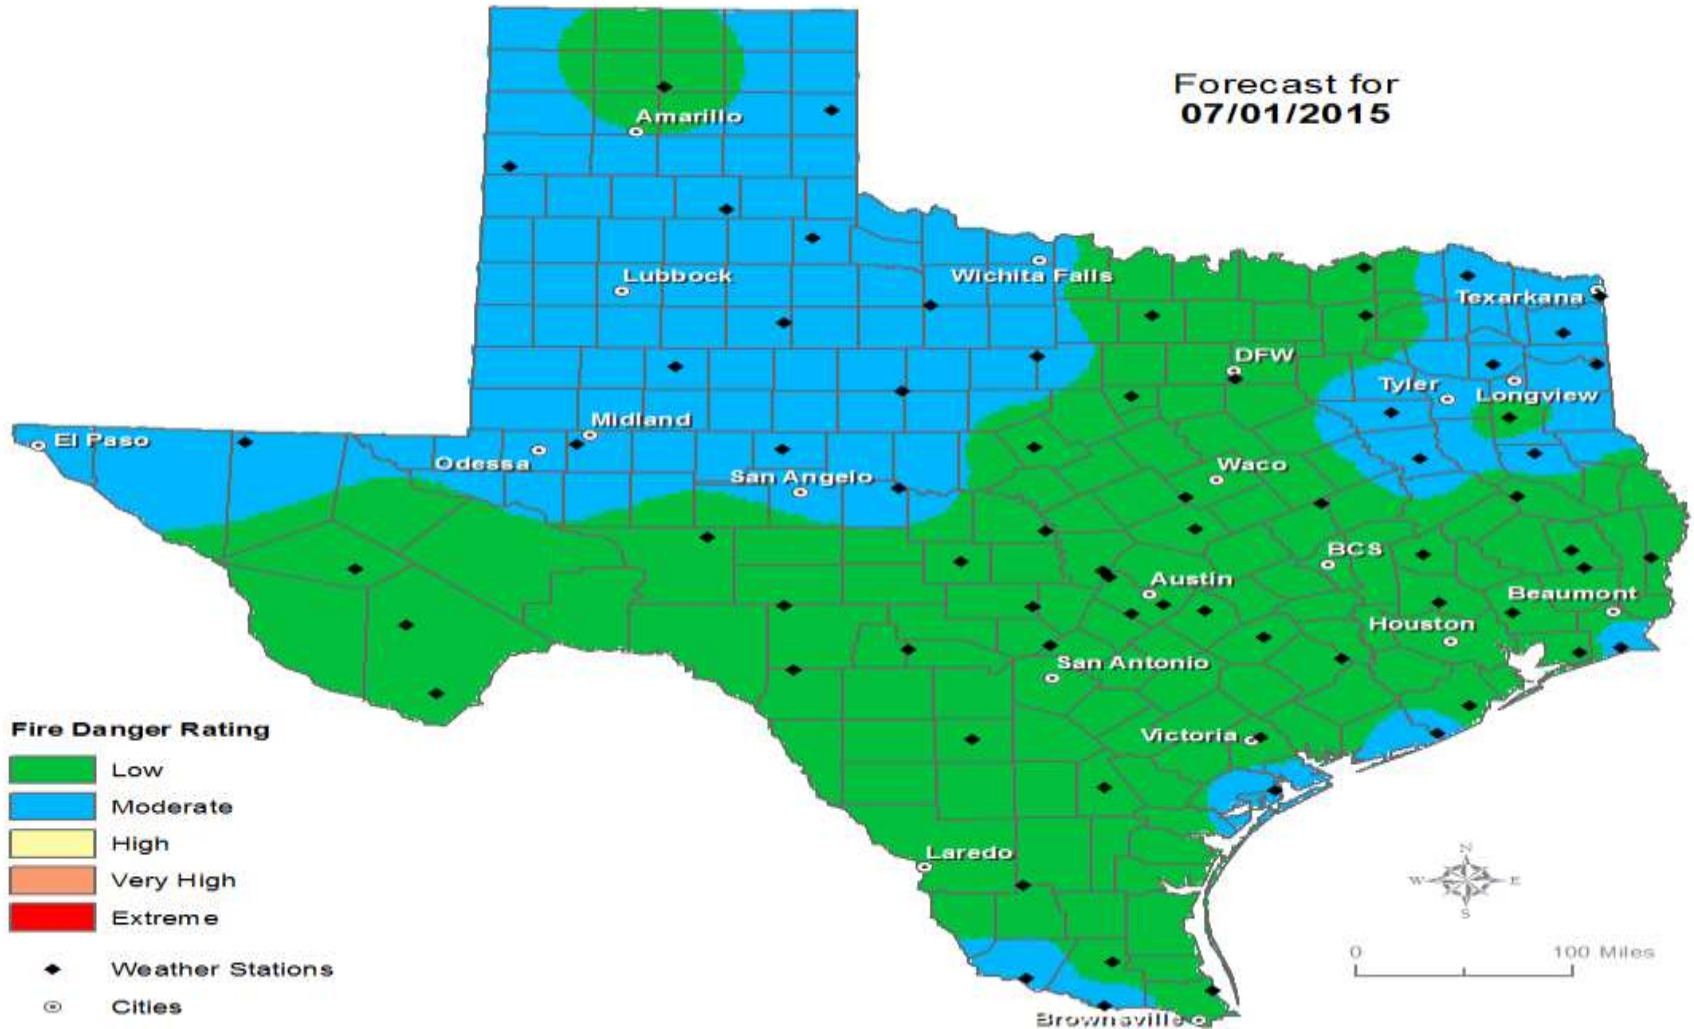 Forecast for
07/01/2015
Amarillo
Lubbock
Wichita Falls
Texarkana
DFW
Tyler
Longview
Midland
El Paso
Odessa
San Angelo
Waco
BCS
Austin
Beaumont
Houston
San Antonio
Victoria
Laredo
Brownsville
Fire Danger Rating
Low
Moderate
High
Very High
Extreme
Weather Stations
Cities
N
W E
S
0 100 Miles